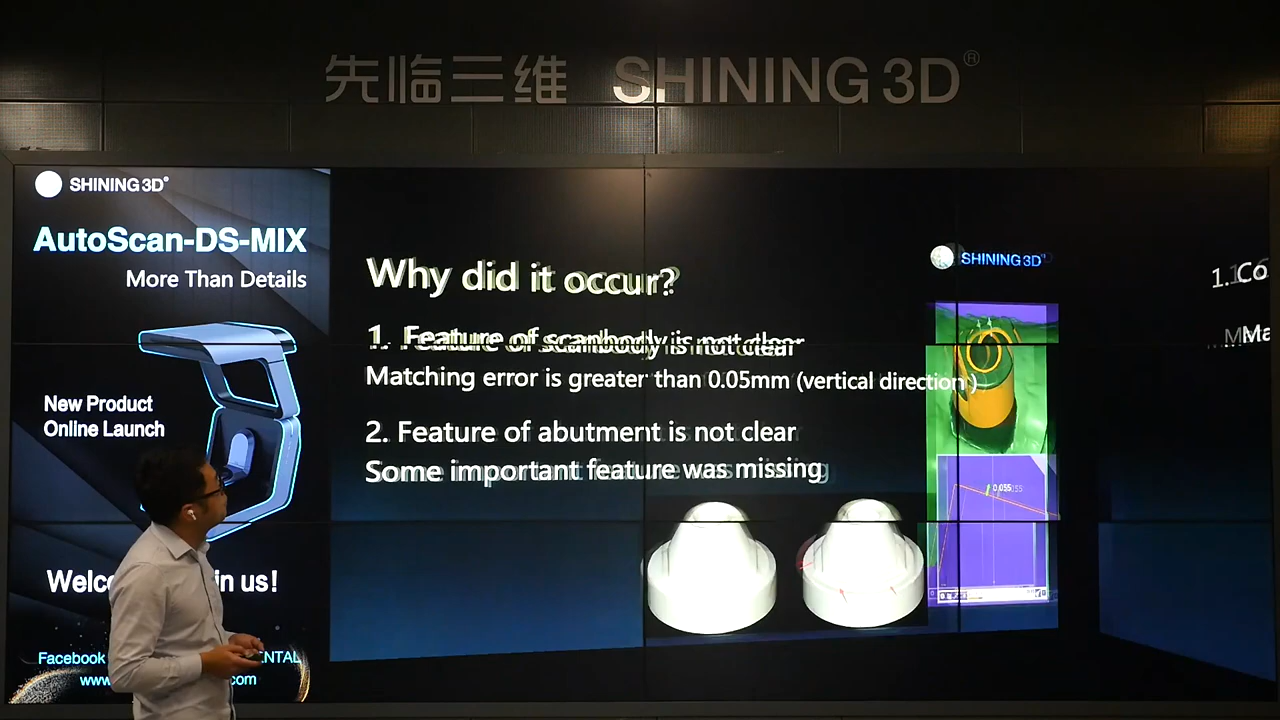 先临三维 SHINING 3D®
SHINING 3D®
AutoScan-DS-MIX
More Than Details
New Product
Online Launch
in us!
Facebook
ENTAL
www
com
Why did it occur?
1. Feature of scanbody is not clear
Matching error is greater than 0.05mm (vertical direction )
2. Feature of abutment is not clear
Some important feature was missing
SHINING 3D
0.055
1.